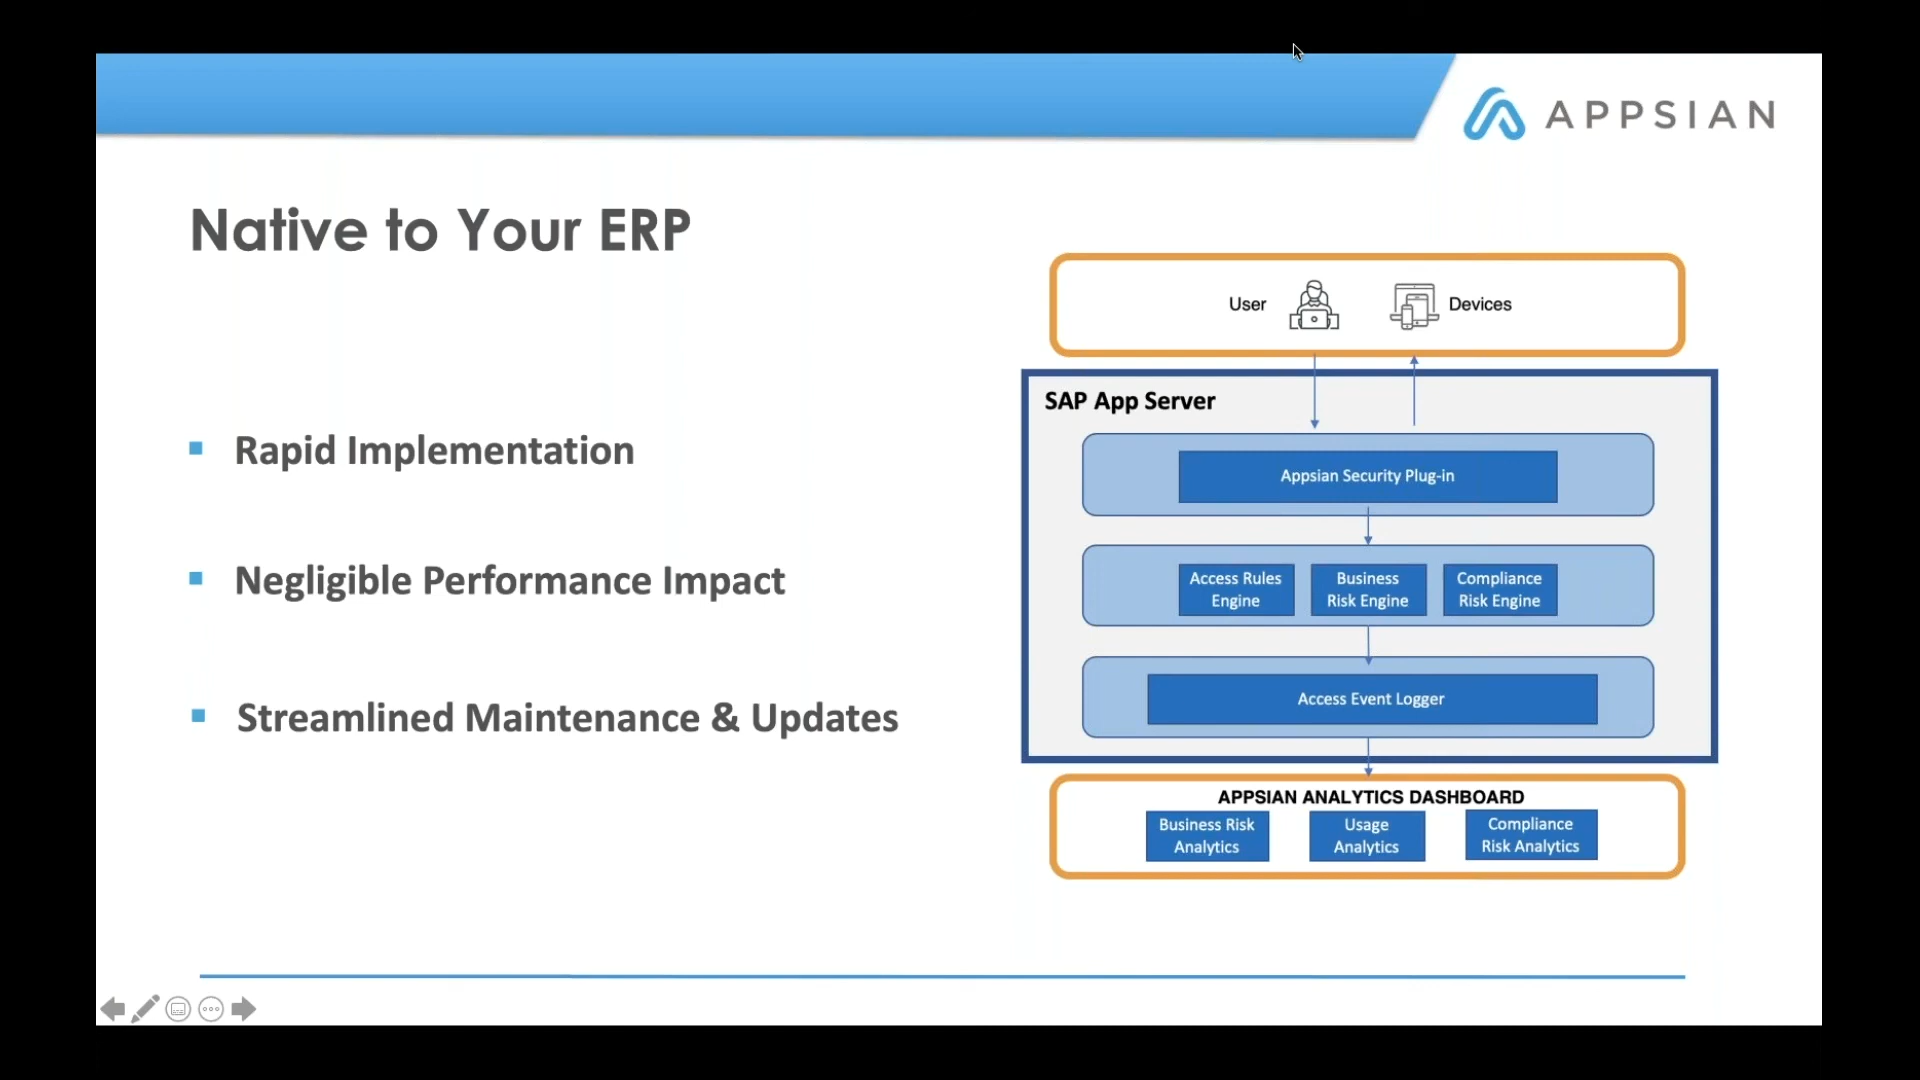 APPSIAN
Native to Your ERP
Rapid Implementation
Negligible Performance Impact
Streamlined Maintenance & Updates
User
Devices
SAP App Server
Appsian Security Plug-in
Access Rules
Engine
Business
Risk Engine
Compliance
Risk Engine
Access Event Logger
APPSIAN ANALYTICS DASHBOARD
Business Risk
Analytics
Usage
Analytics
Compliance
Risk Analytics